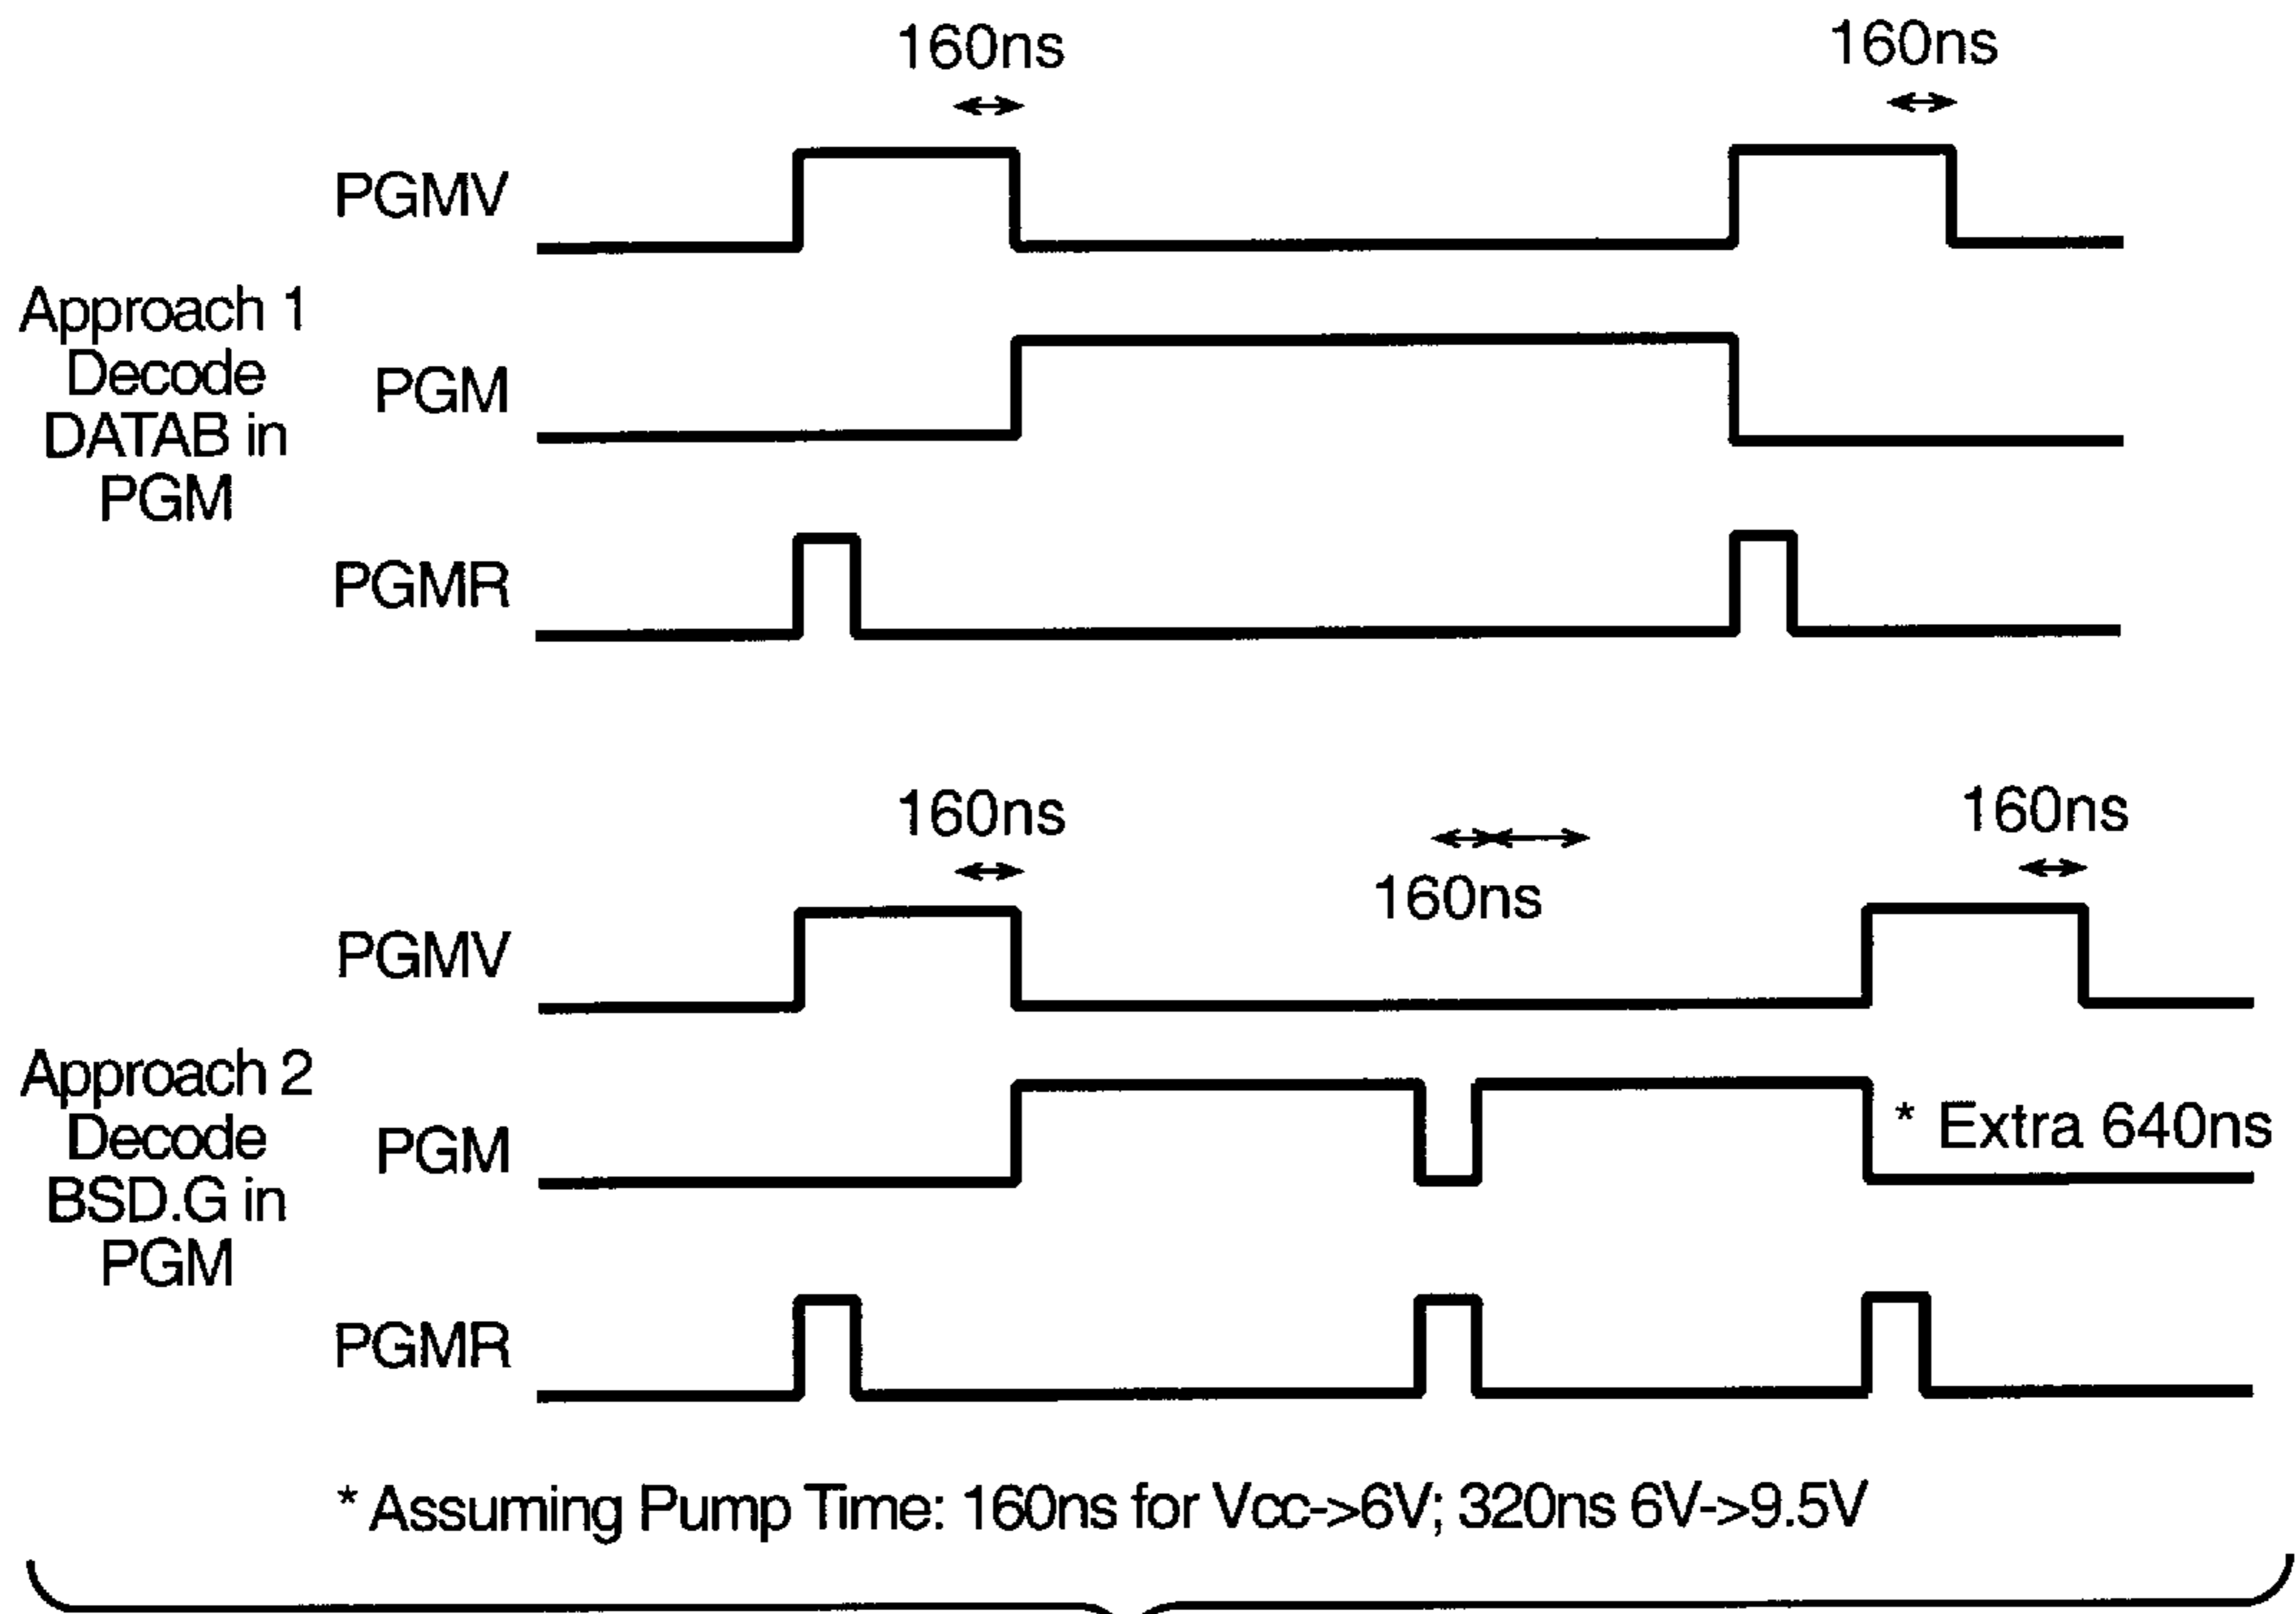 160ns
160ns
PGMV
Approach 1
Decode
DATAB in
PGM
PGM
PGMR
160ns
160ns
160ns
PGMV
Approach 2
Decode
BSD.G in
PGM
PGM
* Extra 640ns
PGMR
* Assuming Pump Time: 160ns for Vcc->6V; 320ns 6V->9.5V